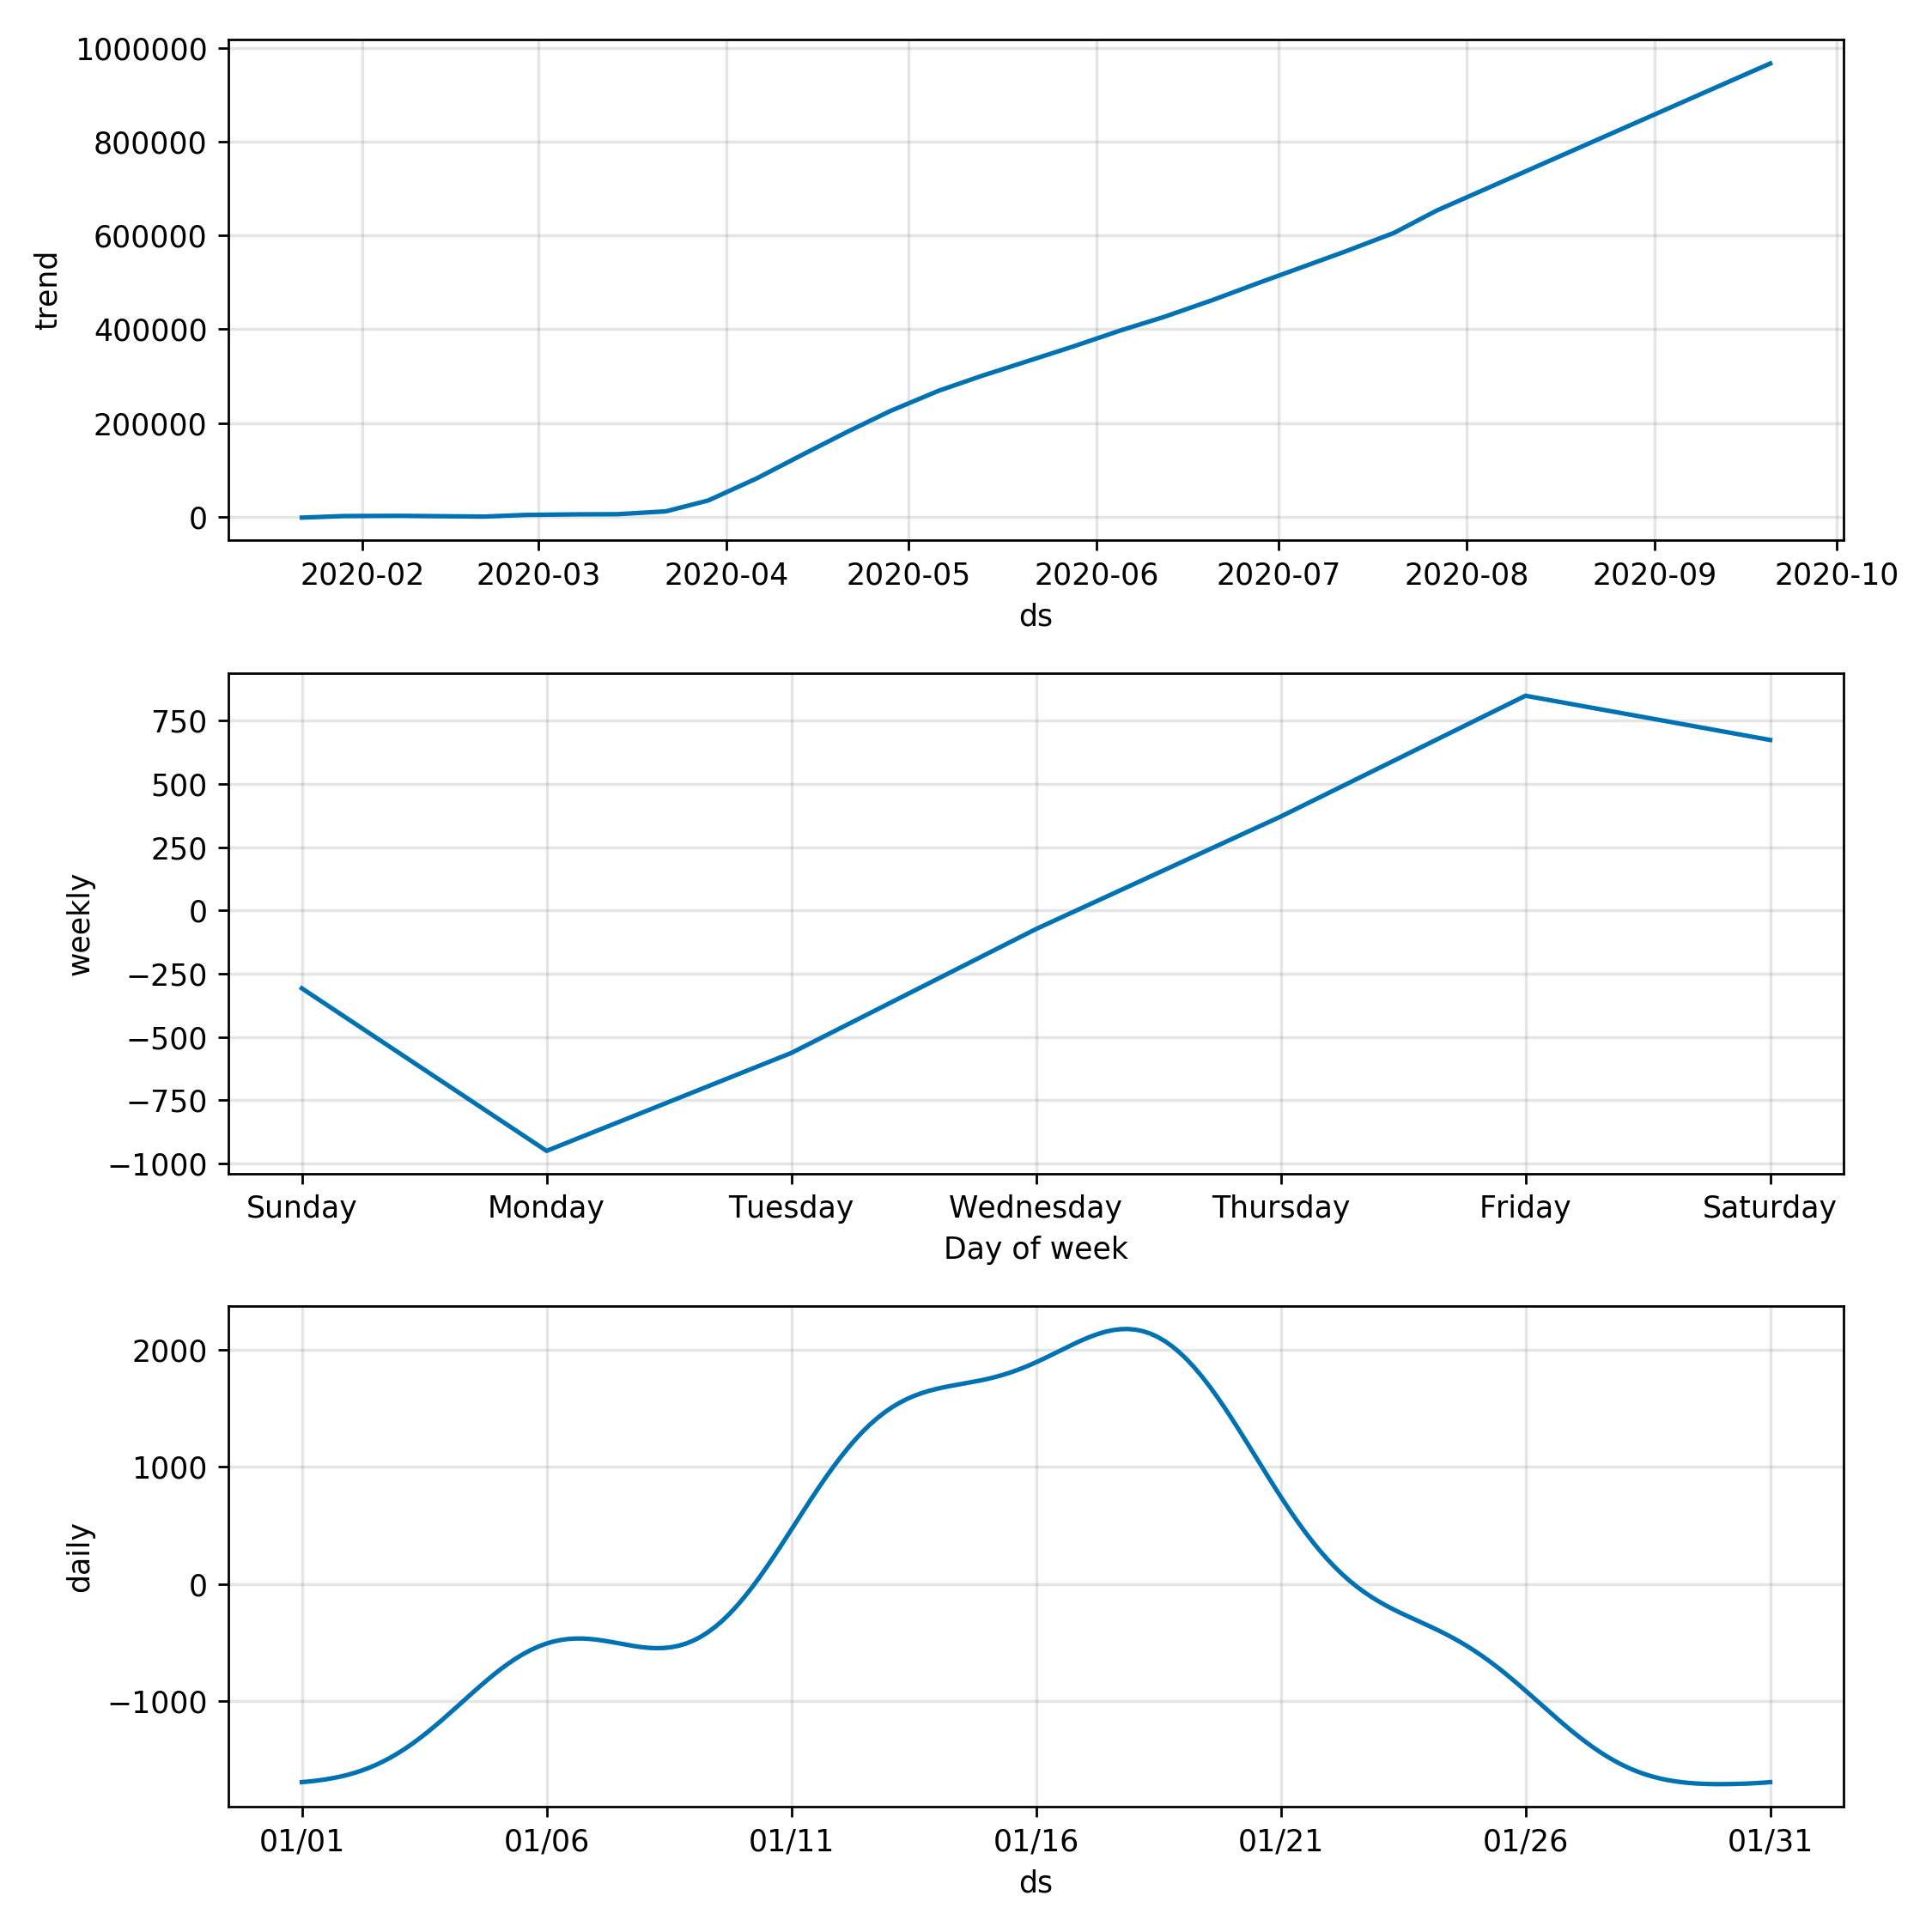 1000000
800000
600000
400000
200000
0
trend
2020-02 2020-03 2020-04 2020-05 2020-06 2020-07 2020-08 2020-09 2020-10
ds
750
500
250
0
−250
−500
−750
−1000
weekly
Sunday Monday Tuesday Wednesday Thursday Friday Saturday
Day of week
2000
1000
0
−1000
daily
01/01 01/06 01/11 01/16 01/21 01/26 01/31
ds